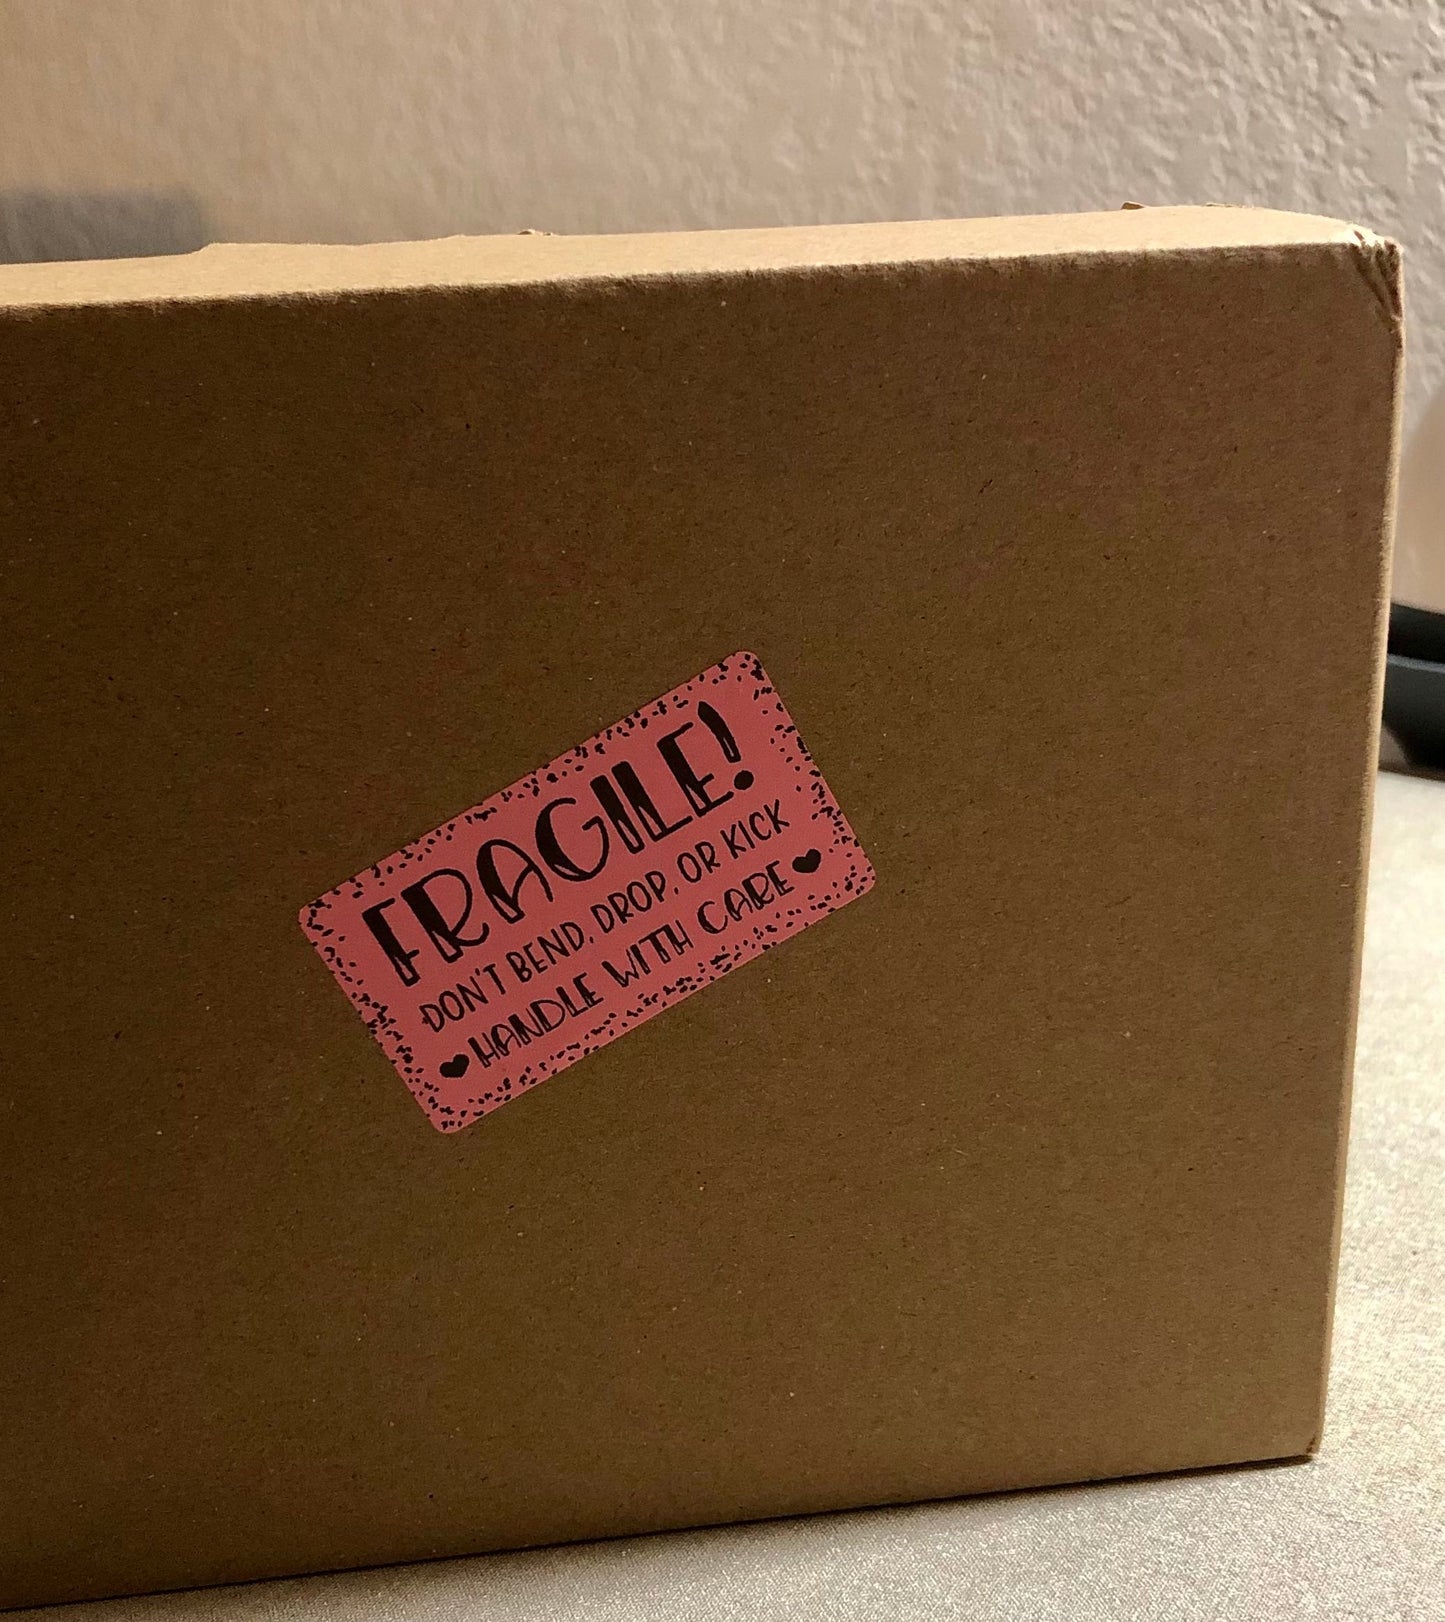 FRAGILE!
DON'T BEND, DROP, OR KICK
HANDLE WITH CARE